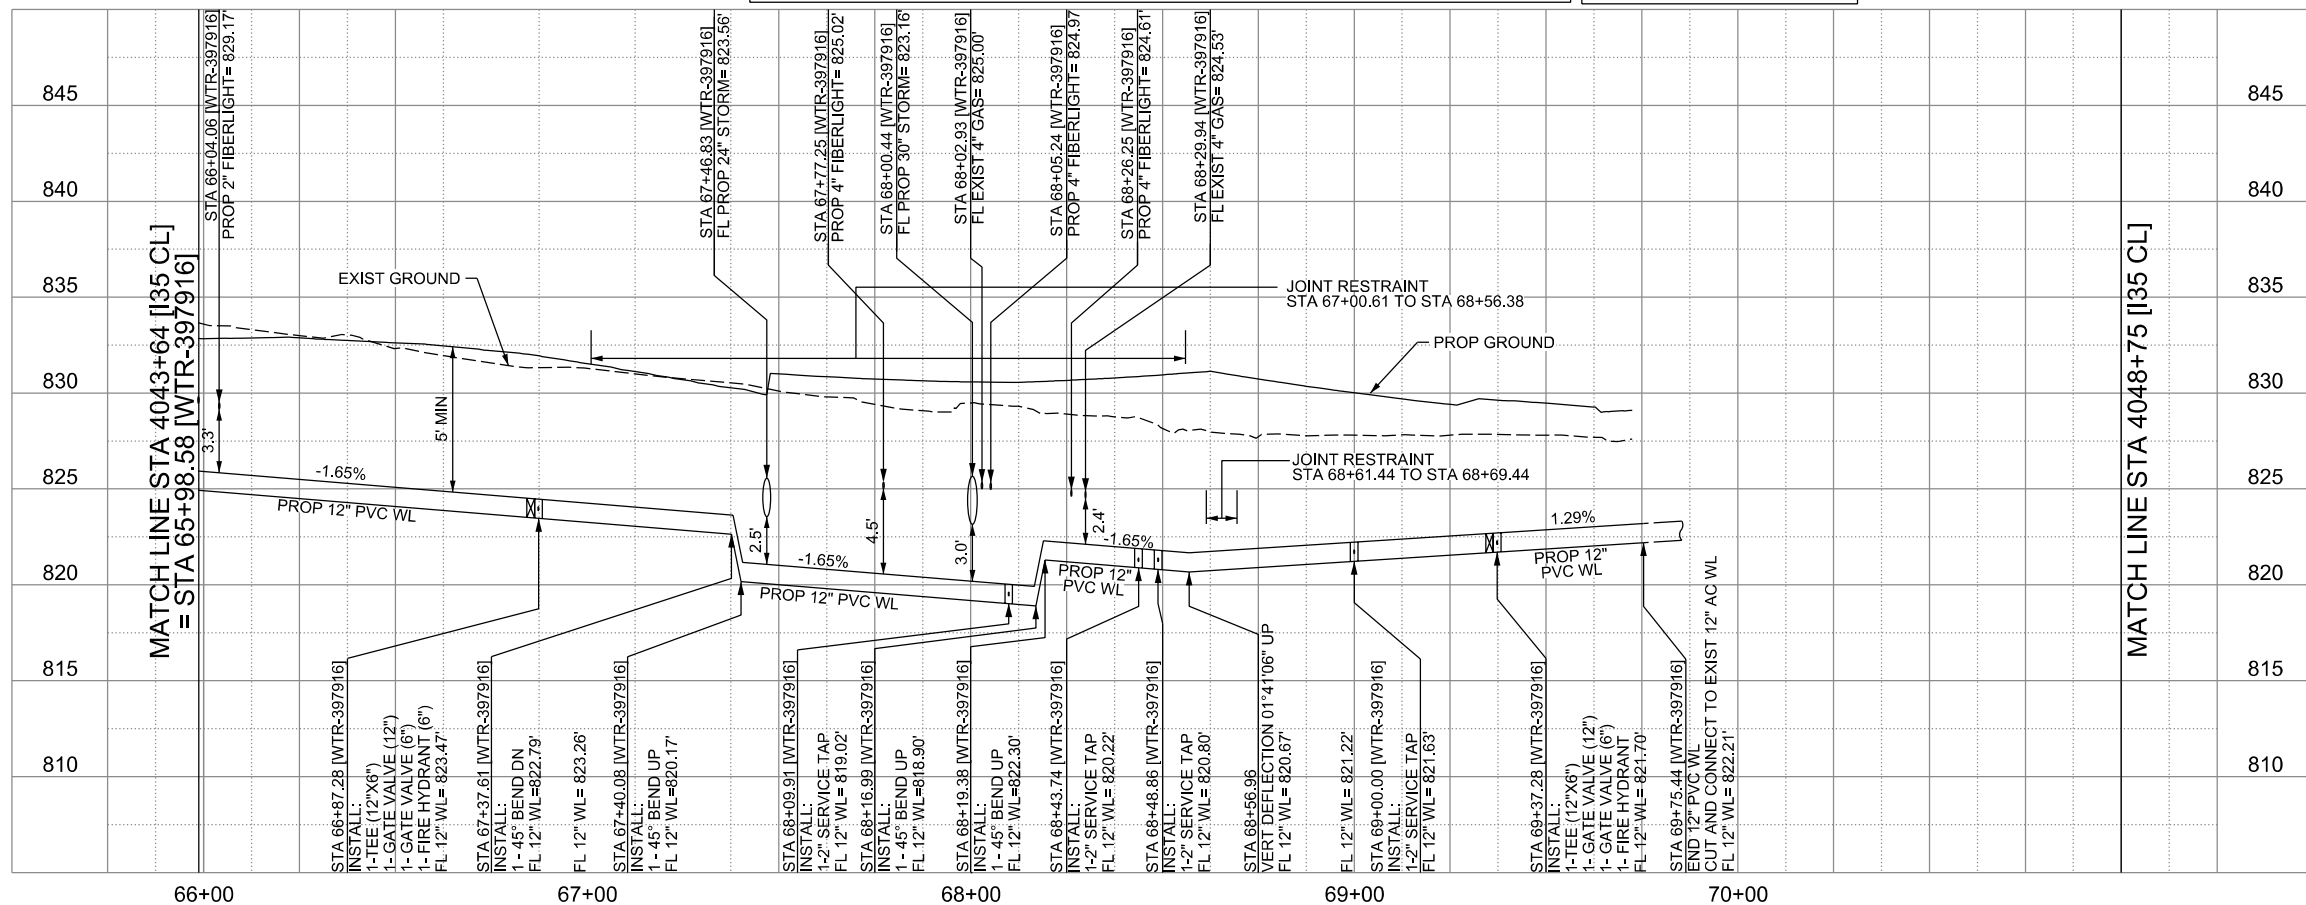 STA 66+04.06 [WTR-397916]
PROP 2" FIBERLIGHT= 829.17'
STA 67+46.83 [WTR-397916]
FL PROP 24" STORM= 823.56'
STA 67+77.25 [WTR-397916]
PROP 4" FIBERLIGHT= 825.02'
STA 68+00.44 [WTR-397916]
FL PROP 30" STORM= 823.16'
STA 68+02.93 [WTR-397916]
FL EXIST 4" GAS= 825.00'
STA 68+05.24 [WTR-397916]
PROP 4" FIBERLIGHT= 824.97
STA 68+26.25 [WTR-397916]
PROP 4" FIBERLIGHT= 824.61'
STA 68+29.94 [WTR-397916]
FL EXIST 4" GAS= 824.53'
845
845
840
840
835
835
830
830
825
825
820
820
815
815
810
810
MATCH LINE STA 4043+64 [I35 CL]
= STA 65+98.58 [WTR-397916]
MATCH LINE STA 4048+75 [I35 CL]
EXIST GROUND
JOINT RESTRAINT
STA 67+00.61 TO STA 68+56.38
PROP GROUND
5' MIN
3.3'
JOINT RESTRAINT
STA 68+61.44 TO STA 68+69.44
-1.65%
PROP 12" PVC WL
2.5'
4.5'
3.0'
2.4'
-1.65%
PROP 12" PVC WL
-1.65%
PROP 12"
PVC WL
1.29%
PROP 12"
PVC WL
STA 66+87.28 [WTR-397916]
INSTALL:
1-TEE (12"X6")
1- GATE VALVE (12")
1- GATE VALVE (6")
1- FIRE HYDRANT (6")
FL 12" WL= 823.47'
STA 67+37.61 [WTR-397916]
INSTALL:
1 - 45° BEND DN
FL 12" WL=822.79'
FL 12" WL= 823.26'
STA 67+40.08 [WTR-397916]
INSTALL:
1 - 45° BEND UP
FL 12" WL=820.17'
STA 68+09.91 [WTR-397916]
INSTALL:
1-2" SERVICE TAP
FL 12" WL= 819.02'
STA 68+16.99 [WTR-397916]
INSTALL:
1 - 45° BEND UP
FL 12" WL=818.90'
STA 68+19.38 [WTR-397916]
INSTALL:
1 - 45° BEND UP
FL 12" WL=822.30'
STA 68+43.74 [WTR-397916]
INSTALL:
1-2" SERVICE TAP
FL 12" WL= 820.22'
STA 68+48.86 [WTR-397916]
INSTALL:
1-2" SERVICE TAP
FL 12" WL= 820.80'
STA 68+56.96
VERT DEFLECTION 01°41'06" UP
FL 12" WL= 820.67'
FL 12" WL= 821.22'
STA 69+00.00 [WTR-397916]
INSTALL:
1-2" SERVICE TAP
FL 12" WL= 821.63'
STA 69+37.28 [WTR-397916]
INSTALL:
1-TEE (12"X6")
1- GATE VALVE (12")
1- GATE VALVE (6")
1- FIRE HYDRANT
FL 12" WL= 821.70'
STA 69+75.44 [WTR-397916]
END 12" PVC WL
CUT AND CONNECT TO EXIST 12" AC WL
FL 12" WL= 822.21'
66+00
67+00
68+00
69+00
70+00